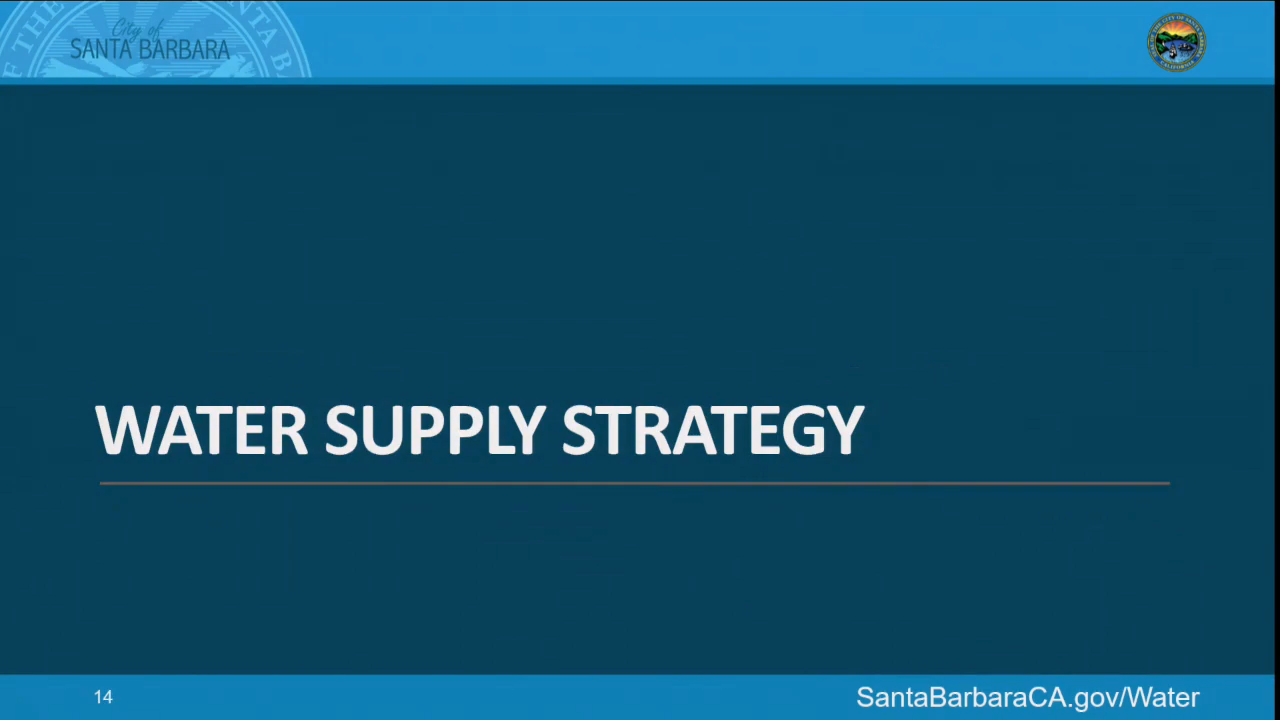 City of
SANTA BARBARA
WATER SUPPLY STRATEGY
14
SantaBarbaraCA.gov/Water